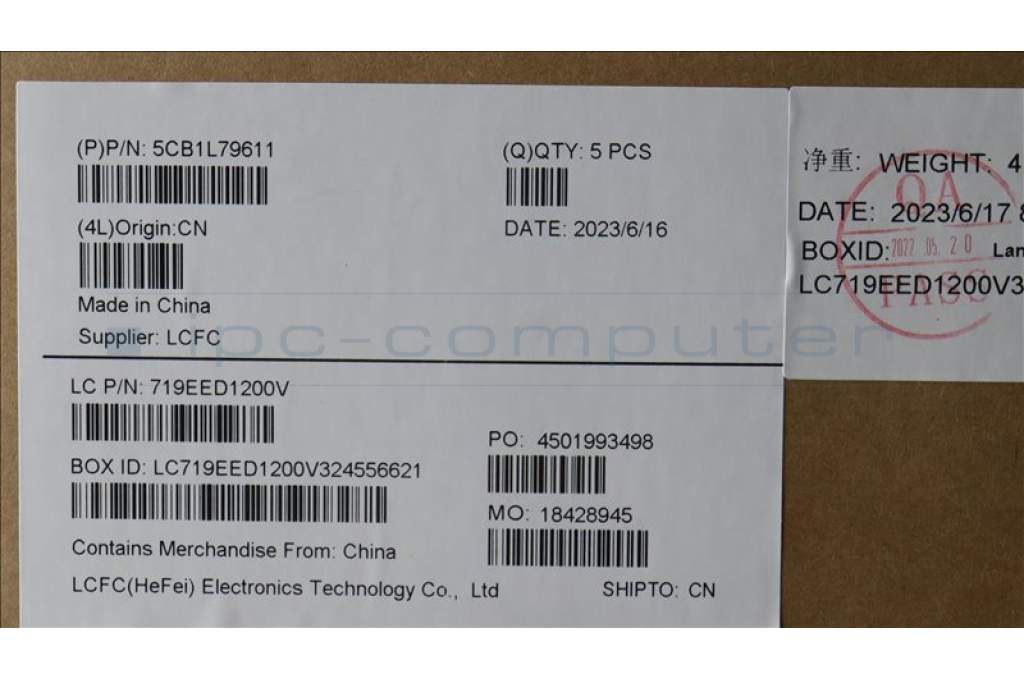 (P)P/N: 5CB1L79611
(Q)QTY: 5 PCS
(4L)Origin:CN
DATE: 2023/6/16
Made in China
Supplier: LCFC
ipc-computer
LC P/N: 719EED1200V
PO: 4501993498
BOX ID: LC719EED1200V324556621
MO: 18428945
Contains Merchandise From: China
LCFC(HeFei) Electronics Technology Co., Ltd
SHIPTO: CN
净重: WEIGHT: 4
DATE: 2023/6/17 8
BOXID: Lan
LC719EED1200V3
QA
2022 05. 20
PASS